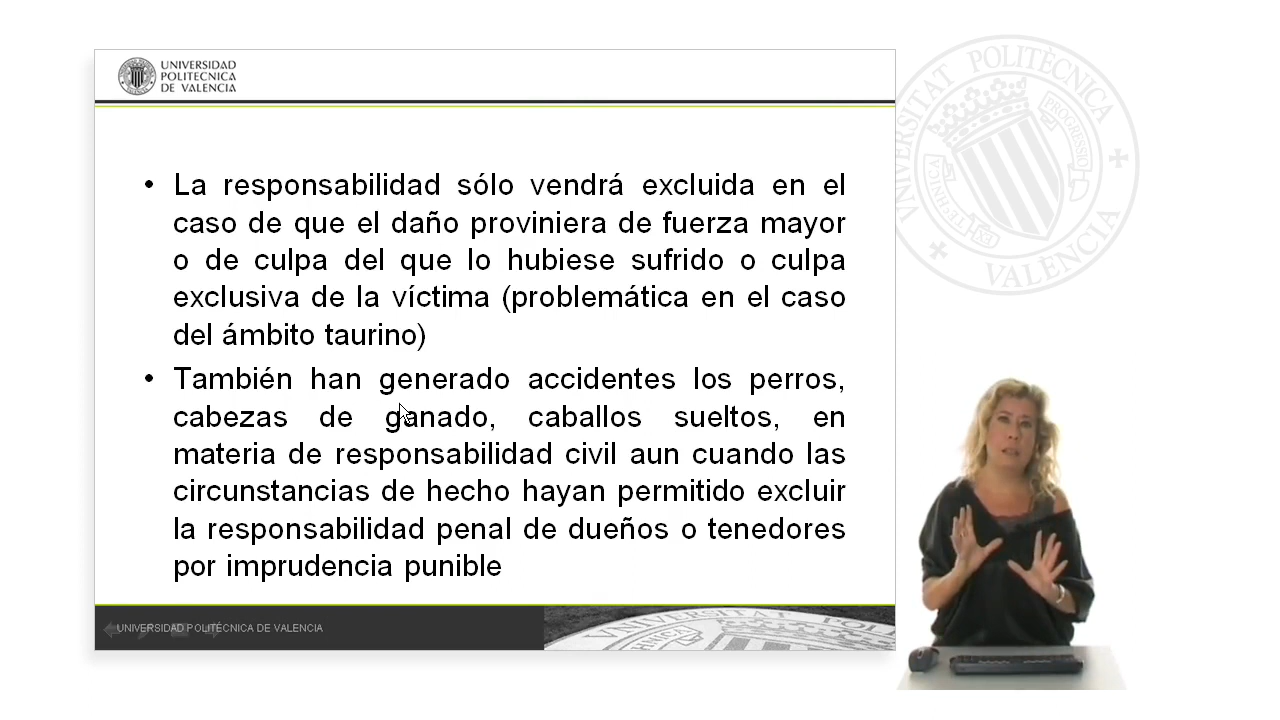 UNIVERSIDAD
POLITECNICA
DE VALENCIA
• La responsabilidad sólo vendrá excluida en el
caso de que el daño proviniera de fuerza mayor
o de culpa del que lo hubiese sufrido o culpa
exclusiva de la víctima (problemática en el caso
del ámbito taurino)
• También han generado accidentes los perros,
cabezas de ganado, caballos sueltos, en
materia de responsabilidad civil aun cuando las
circunstancias de hecho hayan permitido excluir
la responsabilidad penal de dueños o tenedores
por imprudencia punible
UNIVERSIDAD POLITÉCNICA DE VALENCIA
UNIVERSITAT POLITÈCNICA
VALÈNCIA